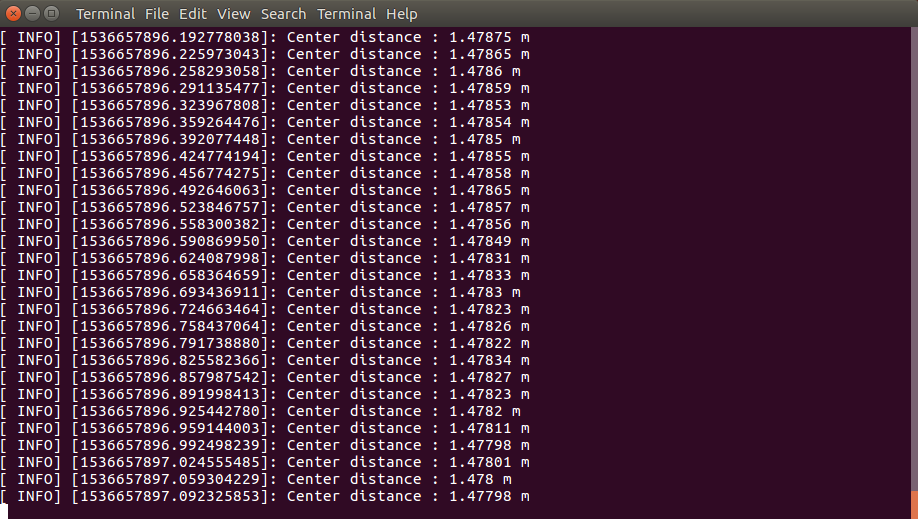 Terminal File Edit View Search Terminal Help
[ INFO] [1536657896.192778038]: Center distance : 1.47875 m
[ INFO] [1536657896.225973043]: Center distance : 1.47865 m
[ INFO] [1536657896.258293058]: Center distance : 1.4786 m
[ INFO] [1536657896.291135477]: Center distance : 1.47859 m
[ INFO] [1536657896.323967808]: Center distance : 1.47853 m
[ INFO] [1536657896.359264476]: Center distance : 1.47854 m
[ INFO] [1536657896.392077448]: Center distance : 1.4785 m
[ INFO] [1536657896.424774194]: Center distance : 1.47855 m
[ INFO] [1536657896.456774275]: Center distance : 1.47858 m
[ INFO] [1536657896.492646063]: Center distance : 1.47865 m
[ INFO] [1536657896.523846757]: Center distance : 1.47857 m
[ INFO] [1536657896.558300382]: Center distance : 1.47856 m
[ INFO] [1536657896.590869950]: Center distance : 1.47849 m
[ INFO] [1536657896.624087998]: Center distance : 1.47831 m
[ INFO] [1536657896.658364659]: Center distance : 1.47833 m
[ INFO] [1536657896.693436911]: Center distance : 1.4783 m
[ INFO] [1536657896.724663464]: Center distance : 1.47823 m
[ INFO] [1536657896.758437064]: Center distance : 1.47826 m
[ INFO] [1536657896.791738880]: Center distance : 1.47822 m
[ INFO] [1536657896.825582366]: Center distance : 1.47834 m
[ INFO] [1536657896.857987542]: Center distance : 1.47827 m
[ INFO] [1536657896.891998413]: Center distance : 1.47823 m
[ INFO] [1536657896.925442780]: Center distance : 1.4782 m
[ INFO] [1536657896.959144003]: Center distance : 1.47811 m
[ INFO] [1536657896.992498239]: Center distance : 1.47798 m
[ INFO] [1536657897.024555485]: Center distance : 1.47801 m
[ INFO] [1536657897.059304229]: Center distance : 1.478 m
[ INFO] [1536657897.092325853]: Center distance : 1.47798 m